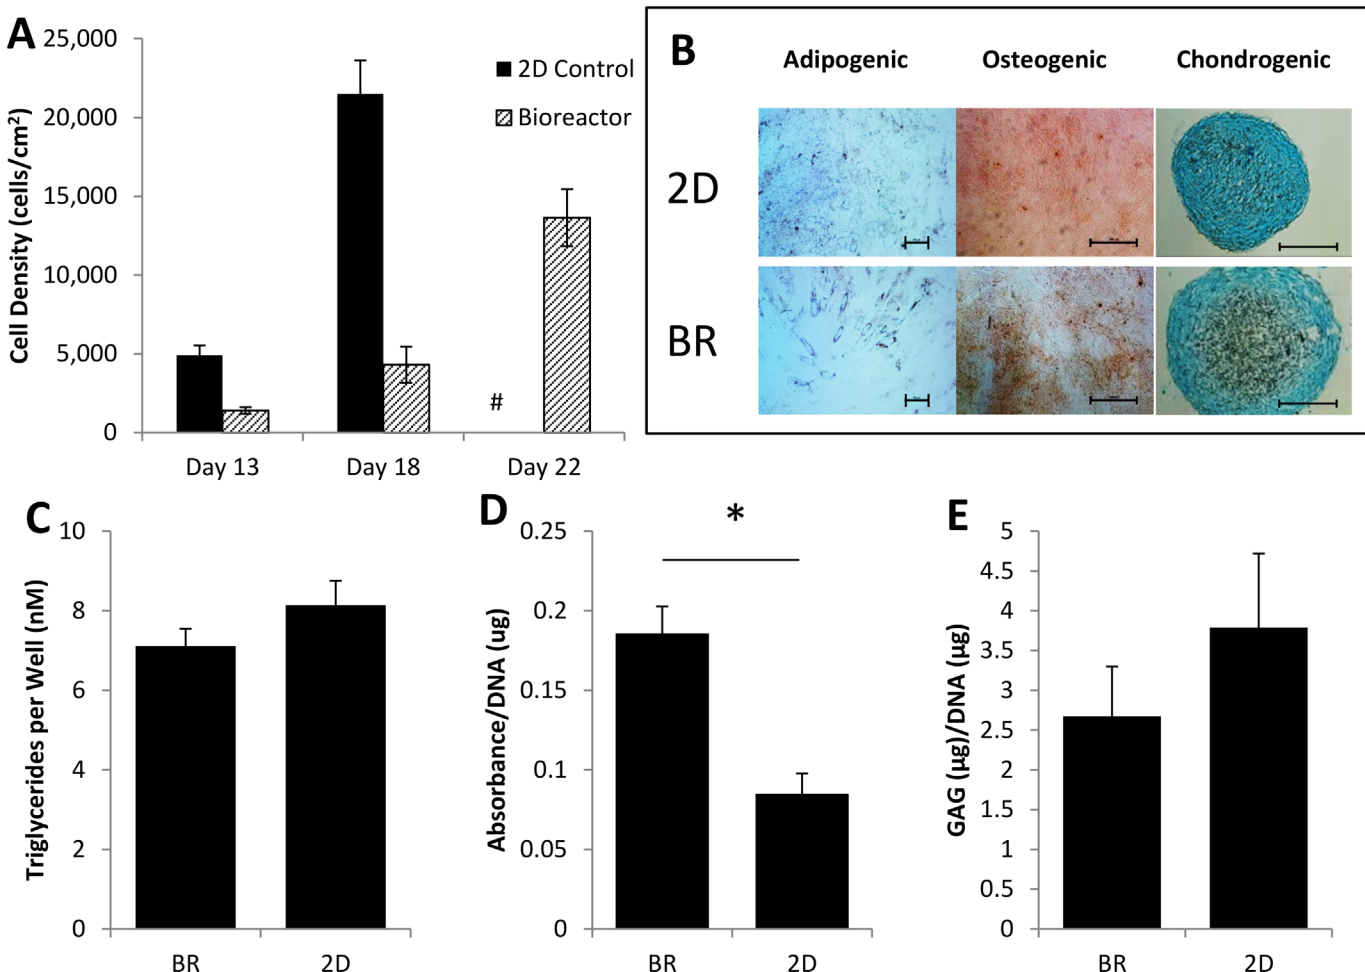 A
25,000
20,000
15,000
10,000
5,000
0
Cell Density (cells/cm²)
2D Control
Bioreactor
#
Day 13
Day 18
Day 22
B
Adipogenic
Osteogenic
Chondrogenic
2D
BR
C
10
8
6
4
2
0
Triglycerides per Well (nM)
BR
2D
D
*
0.25
0.2
0.15
0.1
0.05
0
Absorbance/DNA (ug)
BR
2D
E
5
4.5
4
3.5
3
2.5
2
1.5
1
0.5
0
GAG (µg)/DNA (µg)
BR
2D